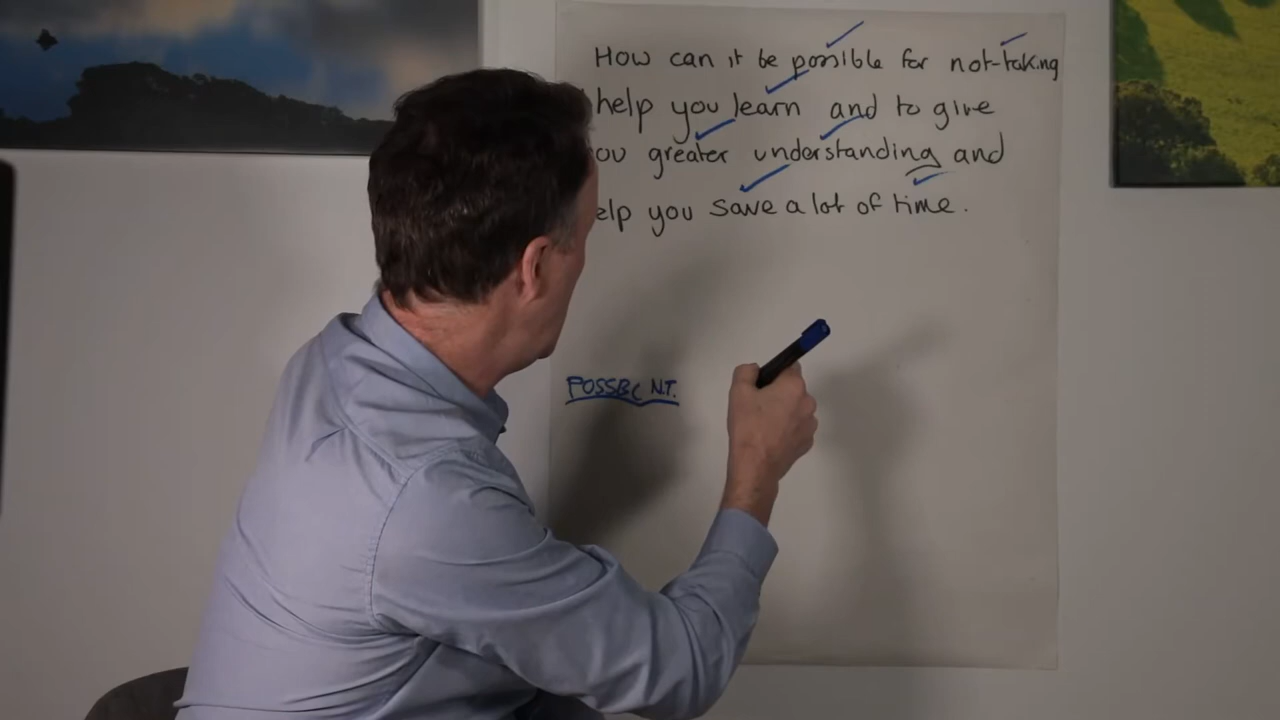 How can it be possible for not-taking
help you learn and to give
ou greater understanding and
elp you save a lot of time.
POSSBL N.T.